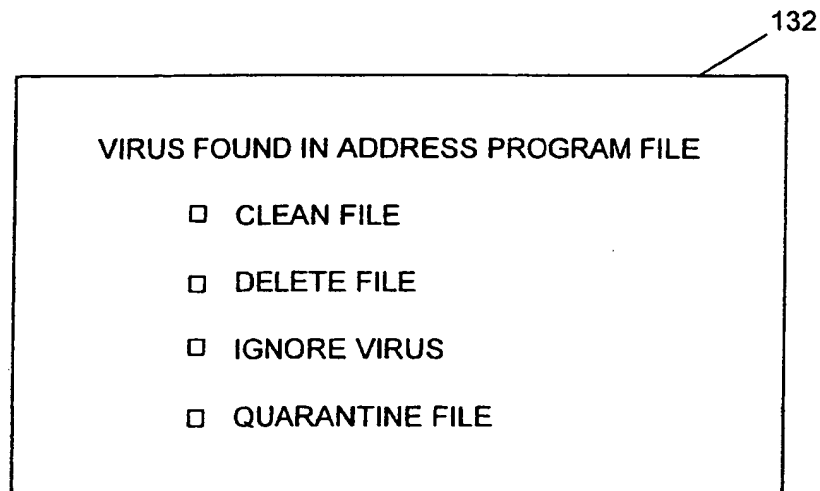 132
VIRUS FOUND IN ADDRESS PROGRAM FILE
CLEAN FILE
DELETE FILE
IGNORE VIRUS
QUARANTINE FILE